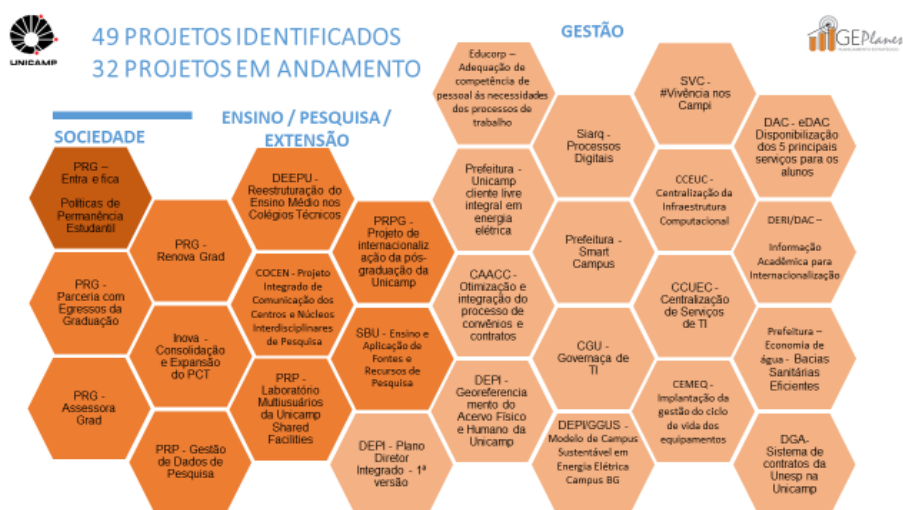 UNICAMP
49 PROJETOS IDENTIFICADOS
32 PROJETOS EM ANDAMENTO
GESTÃO
GEPlanes
SOCIEDADE
ENSINO / PESQUISA /
EXTENSÃO
PRG –
Entra e fica
Políticas de
Permanência
Estudantil
PRG -
Parceria com
Egressos da
Graduação
PRG -
Assessora
Grad
PRG -
Renova Grad
Inova -
Consolidação
e Expansão
do PCT
PRP - Gestão
de Dados de
Pesquisa
DEEPU -
Reestruturação do
Ensino Médio nos
Colégios Técnicos
COCEN - Projeto
Integrado de
Comunicação dos
Centros e Núcleos
Interdisciplinares
de Pesquisa
PRP -
Laboratório
Multiusuários
da Unicamp
Shared
Facilities
PRPG -
Projeto de
internacionaliz
ação da pós-
graduação da
Unicamp
SBU - Ensino e
Aplicação de
Fontes e
Recursos de
Pesquisa
DEPI - Plano
Diretor
Integrado - 1ª
versão
Educorp –
Adequação de
competência de
pessoal ás necessidades
dos processos de
trabalho
Prefeitura -
Unicamp
cliente livre
integral em
energia
elétrica
CAACC -
Otimização e
integração do
processo de
convênios e
contratos
DEPI -
Georeferencia
mento do
Acervo Físico
e Humano da
Unicamp
Siarq -
Processos
Digitais
Prefeitura -
Smart
Campus
CGU -
Governaça de
TI
DEPI/GGUS -
Modelo de Campus
Sustentável em
Energia Elétrica
Campus BG
SVC -
#Vivência nos
Campi
CCEUC -
Centralização da
Infraestrutura
Computacional
CCUEC -
Centralização
de Serviços
de TI
CEMEQ -
Implantação da
gestão do ciclo
de vida dos
equipamentos
DAC - eDAC
Disponibilização
dos 5 principais
serviços para os
alunos
DERI/DAC –
Informação
Acadêmica para
Internacionalização
Prefeitura –
Economia de
água - Bacias
Sanitárias
Eficientes
DGA-
Sistema de
contratos da
Unesp na
Unicamp